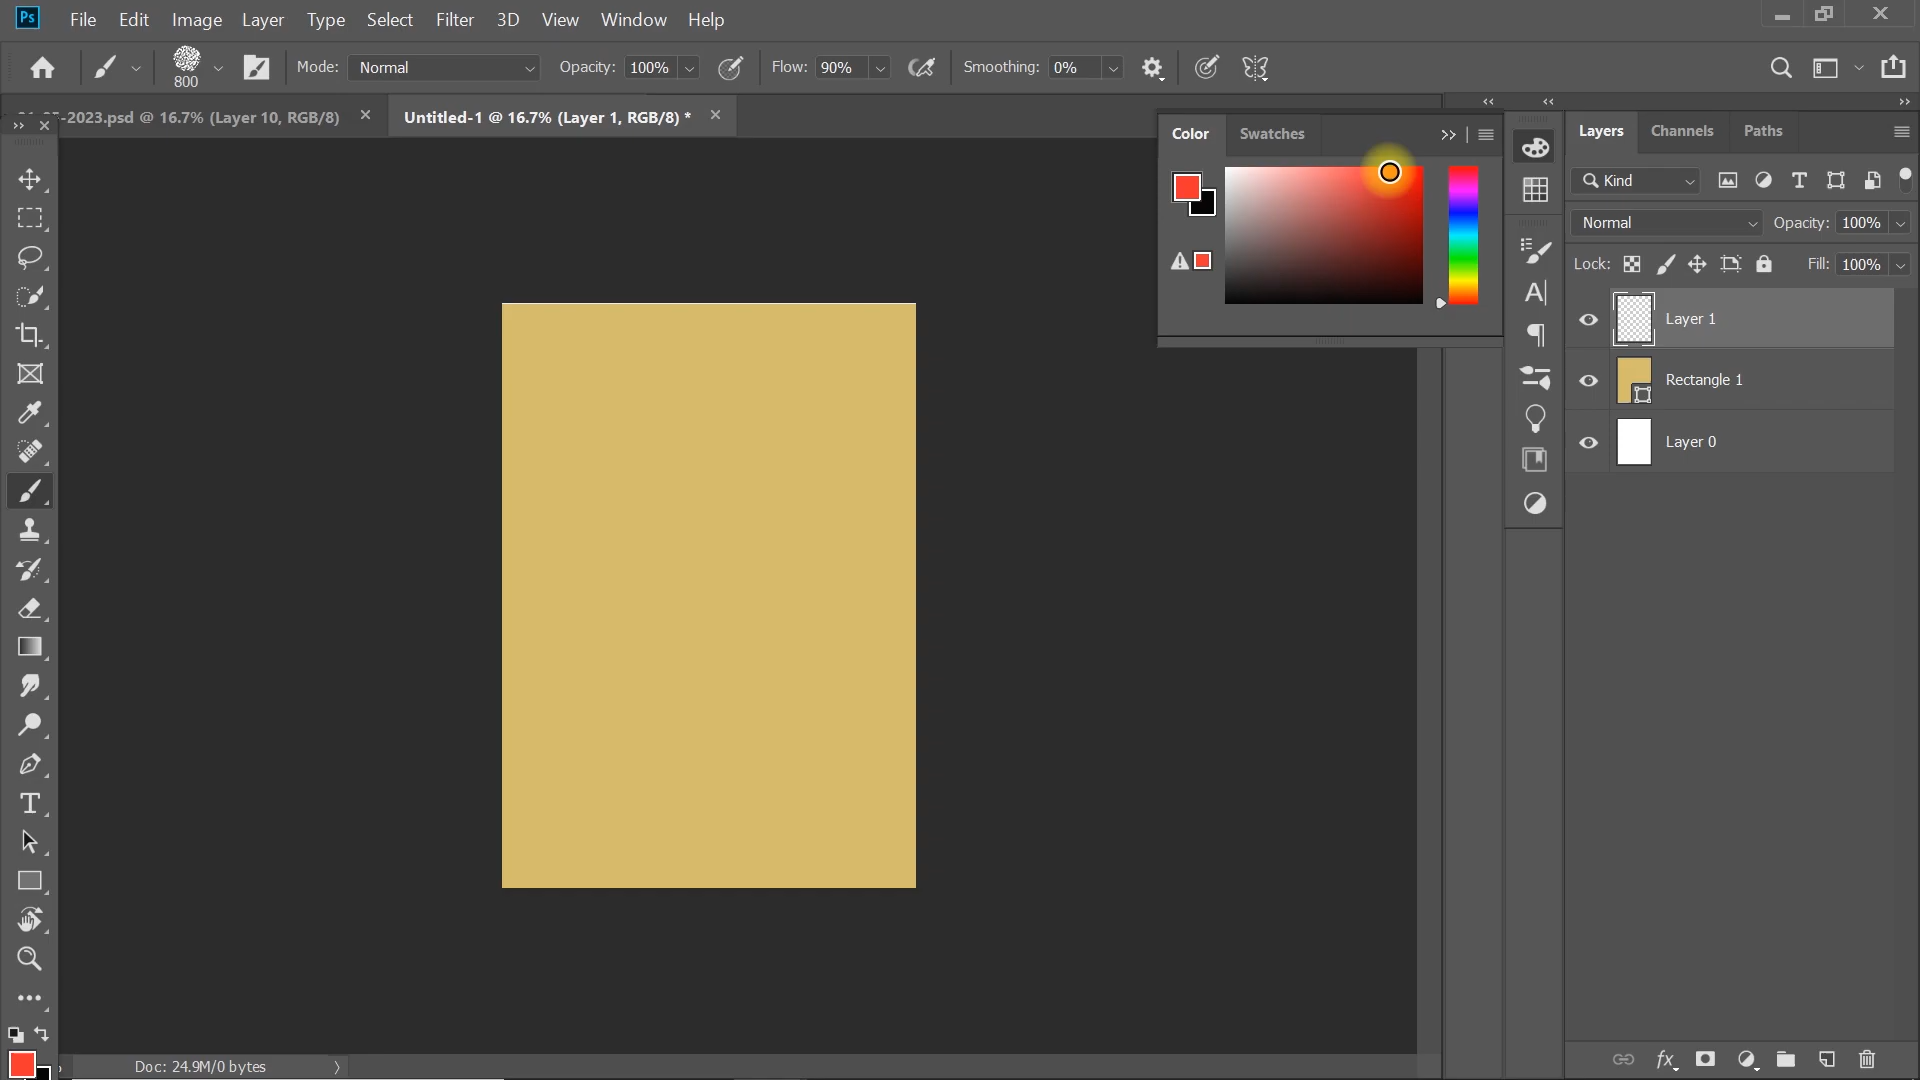 Ps File Edit Image Layer Type Select Filter 3D View Window Help
800 Mode: Normal Opacity: 100% Flow: 90% Smoothing: 0%
-2023.psd @ 16.7% (Layer 10, RGB/8) Untitled-1 @ 16.7% (Layer 1, RGB/8) *
Color Swatches
Layers Channels Paths
Kind
Normal Opacity: 100%
Lock: Fill: 100%
Layer 1
Rectangle 1
Layer 0
Doc: 24.9M/0 bytes